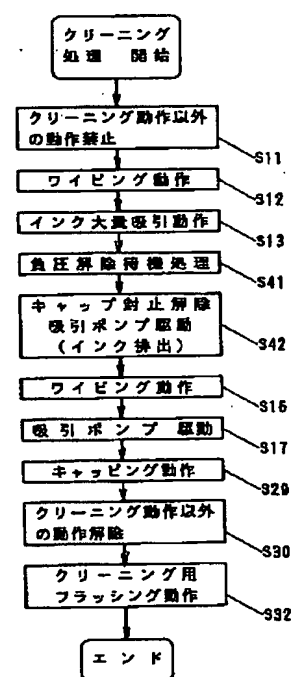 クリーニング
処理 開始
クリーニング動作以外
の動作禁止
S11
ワイピング動作
S12
インク大量吸引動作
S13
負圧解除待機処理
S41
キャップ封止解除
吸引ポンプ駆動
(インク排出)
S42
ワイピング動作
S16
吸引ポンプ 駆動
S17
キャッピング動作
S29
クリーニング動作以外
の動作解除
S30
クリーニング用
フラッシング動作
S32
エンド